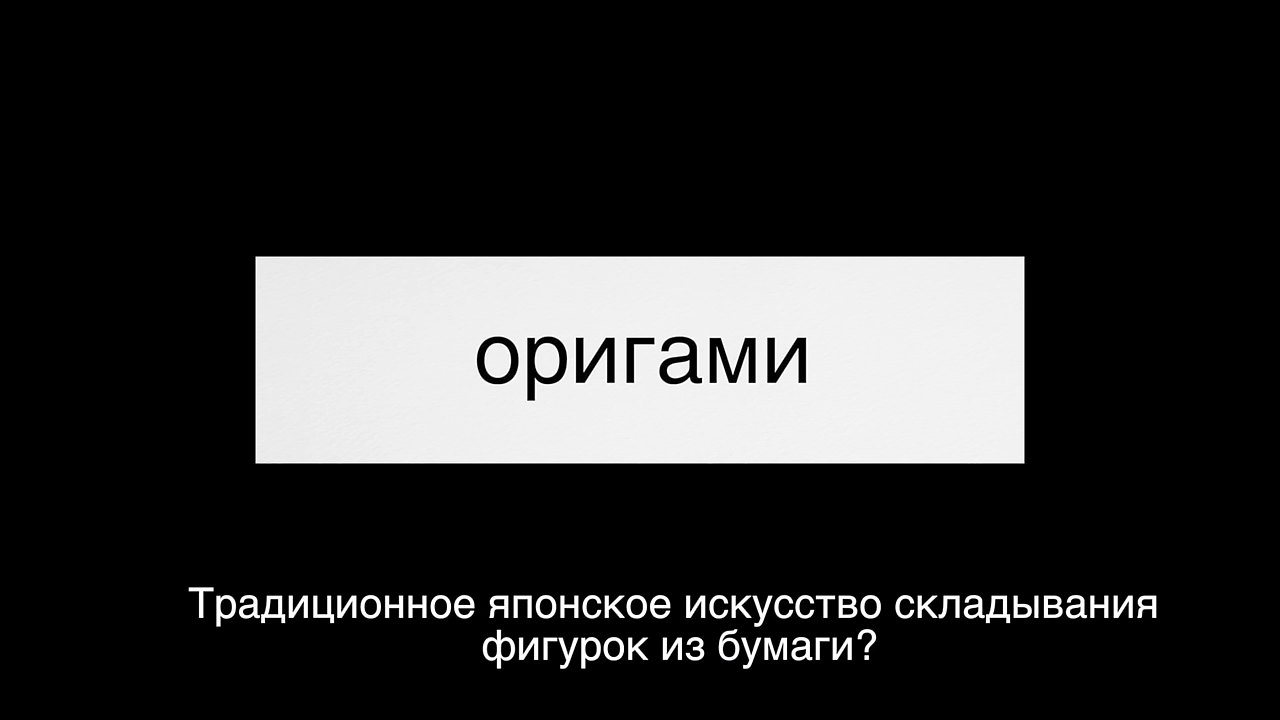 оригами
Традиционное японское искусство складывания
фигурок из бумаги?